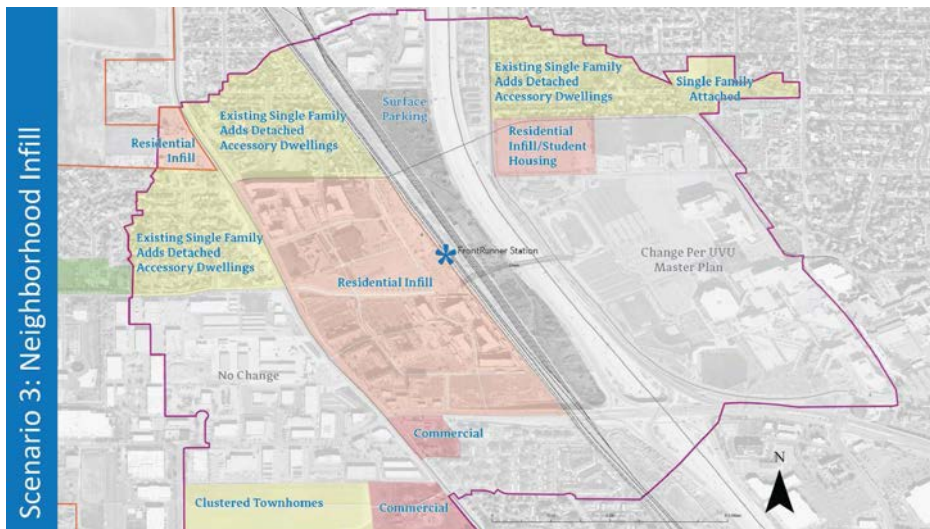 Scenario 3: Neighborhood Infill
Existing Single Family
Adds Detached
Accessory Dwellings
Surface
Parking
Existing Single Family
Adds Detached
Accessory Dwellings
Single Family
Attached
Residential
Infill
Residential
Infill/Student
Housing
Existing Single Family
Adds Detached
Accessory Dwellings
FrontRunner Station
Change Per UVU
Master Plan
Residential Infill
No Change
Commercial
N
Clustered Townhomes
Commercial